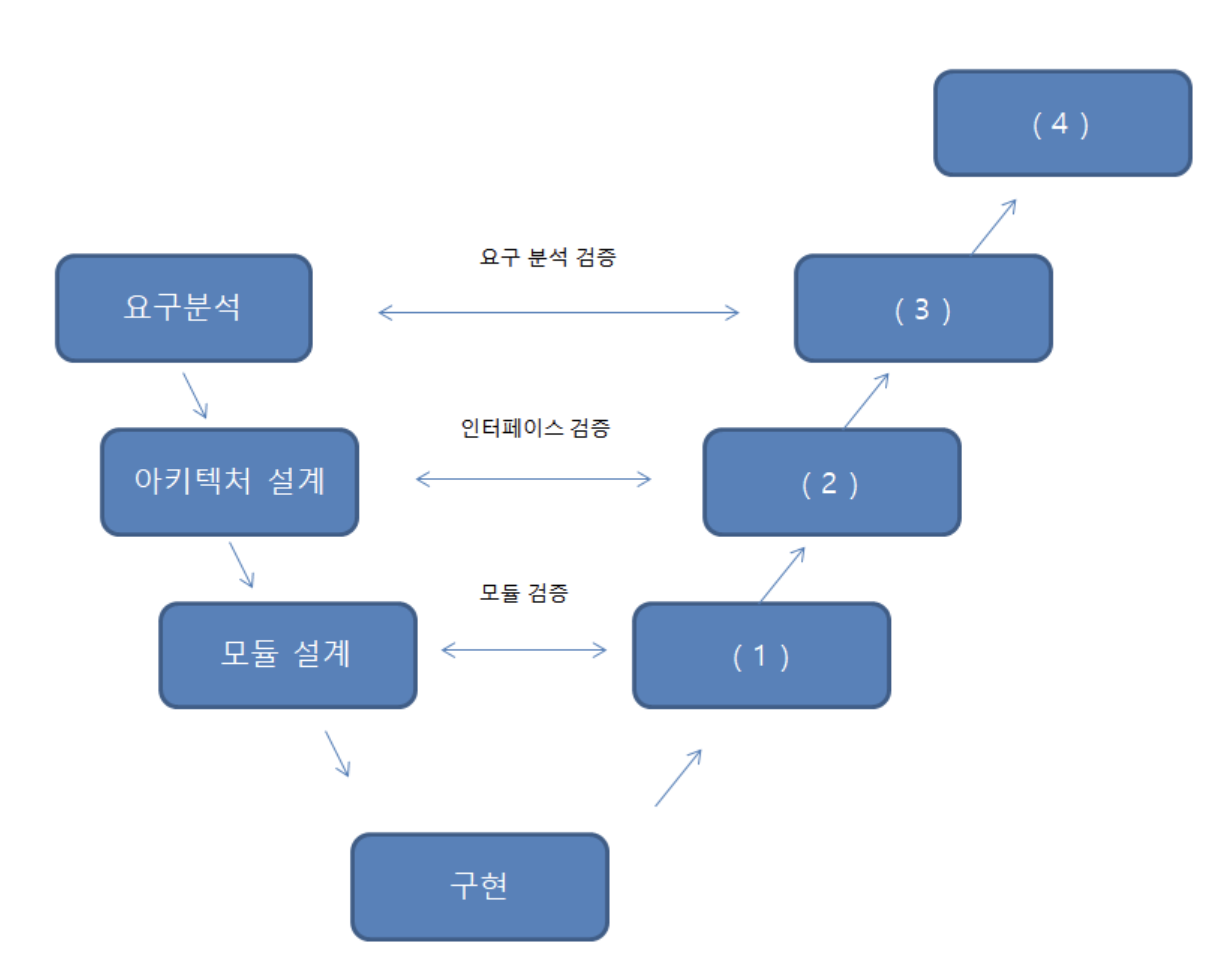 ( 4 )
요구 분석 검증
요구분석
( 3 )
인터페이스 검증
아키텍처 설계
( 2 )
모듈 검증
모듈 설계
( 1 )
구현